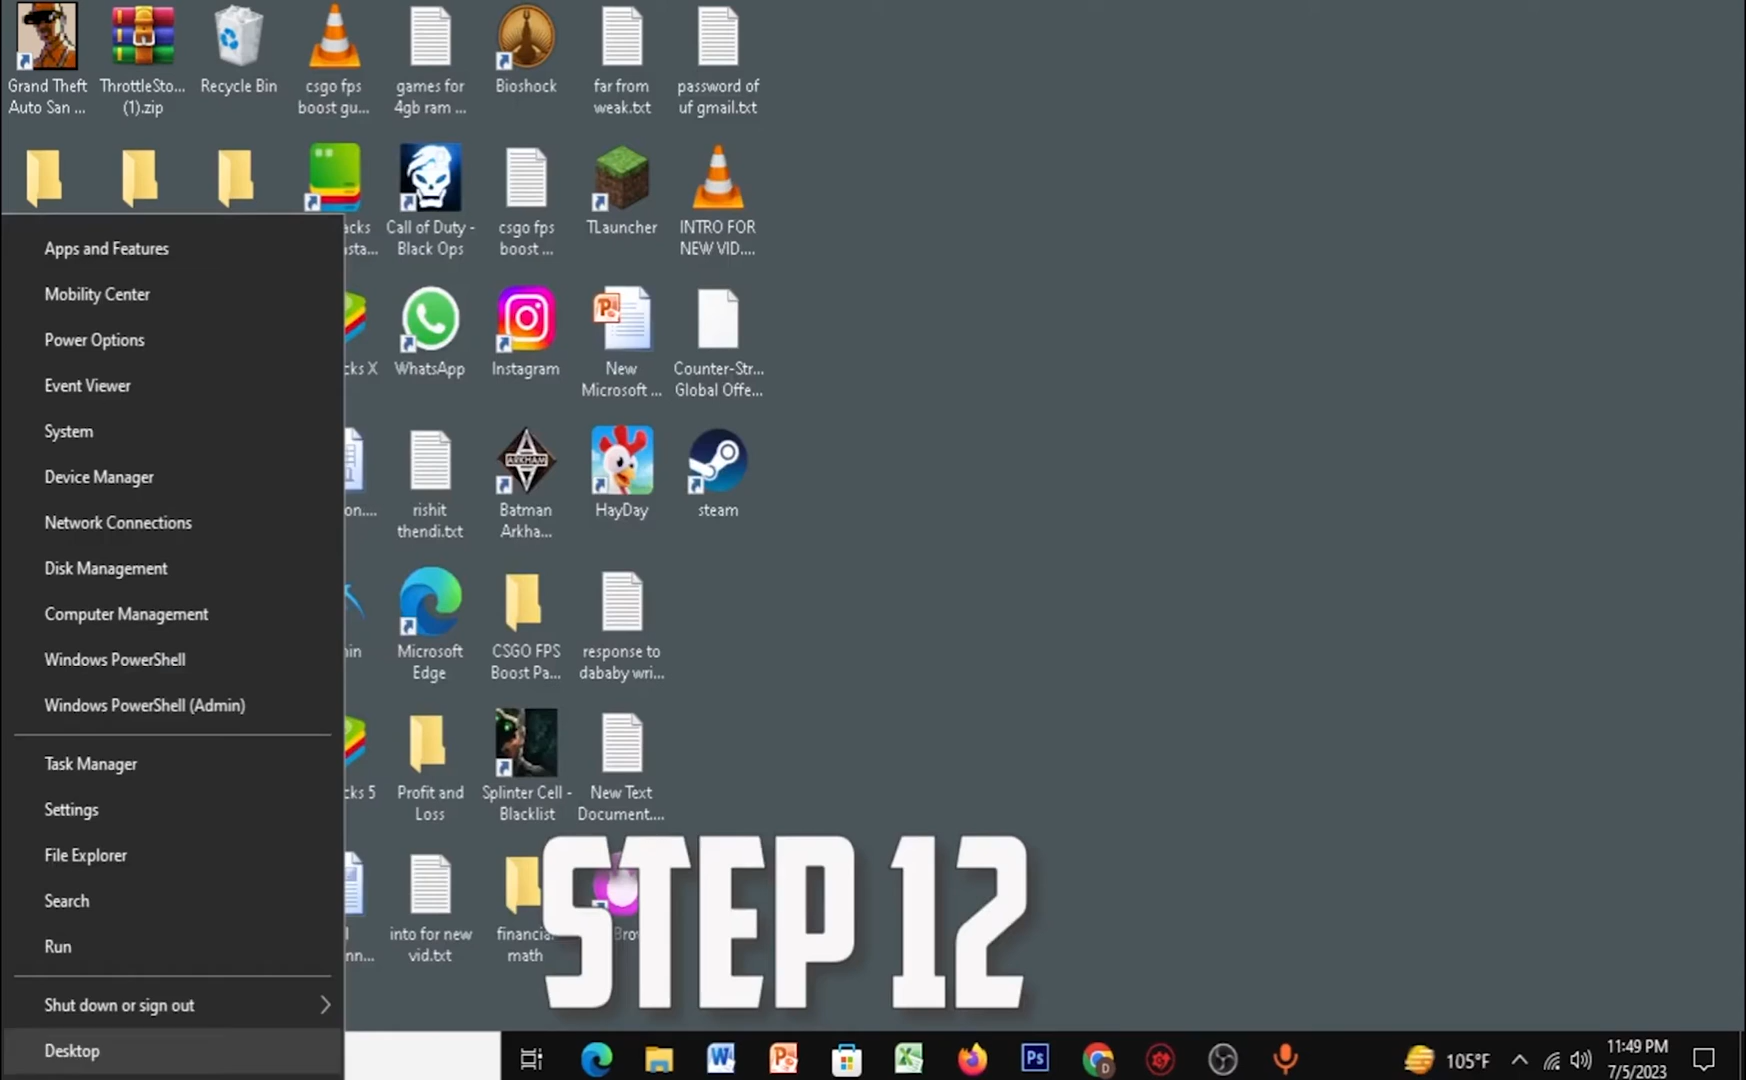 Grand Theft
Auto San ...
ThrottleSto...
(1).zip
Recycle Bin
csgo fps
boost gu...
games for
4gb ram ...
Bioshock
far from
weak.txt
password of
uf gmail.txt
acks
nsta...
Call of Duty -
Black Ops
csgo fps
boost ...
TLauncher
INTRO FOR
NEW VID....
cks X
WhatsApp
Instagram
New
Microsoft ...
Counter-Str...
Global Offe...
on....
rishit
thendi.txt
Batman
Arkha...
HayDay
steam
Microsoft
Edge
CSGO FPS
Boost Pa...
response to
dababy wri...
cks 5
Profit and
Loss
Splinter Cell -
Blacklist
New Text
Document....
into for new
vid.txt
financial
math
Bro
Apps and Features
Mobility Center
Power Options
Event Viewer
System
Device Manager
Network Connections
Disk Management
Computer Management
Windows PowerShell
Windows PowerShell (Admin)
Task Manager
Settings
File Explorer
Search
Run
Shut down or sign out
Desktop
STEP 12
105°F
11:49 PM
7/5/2023